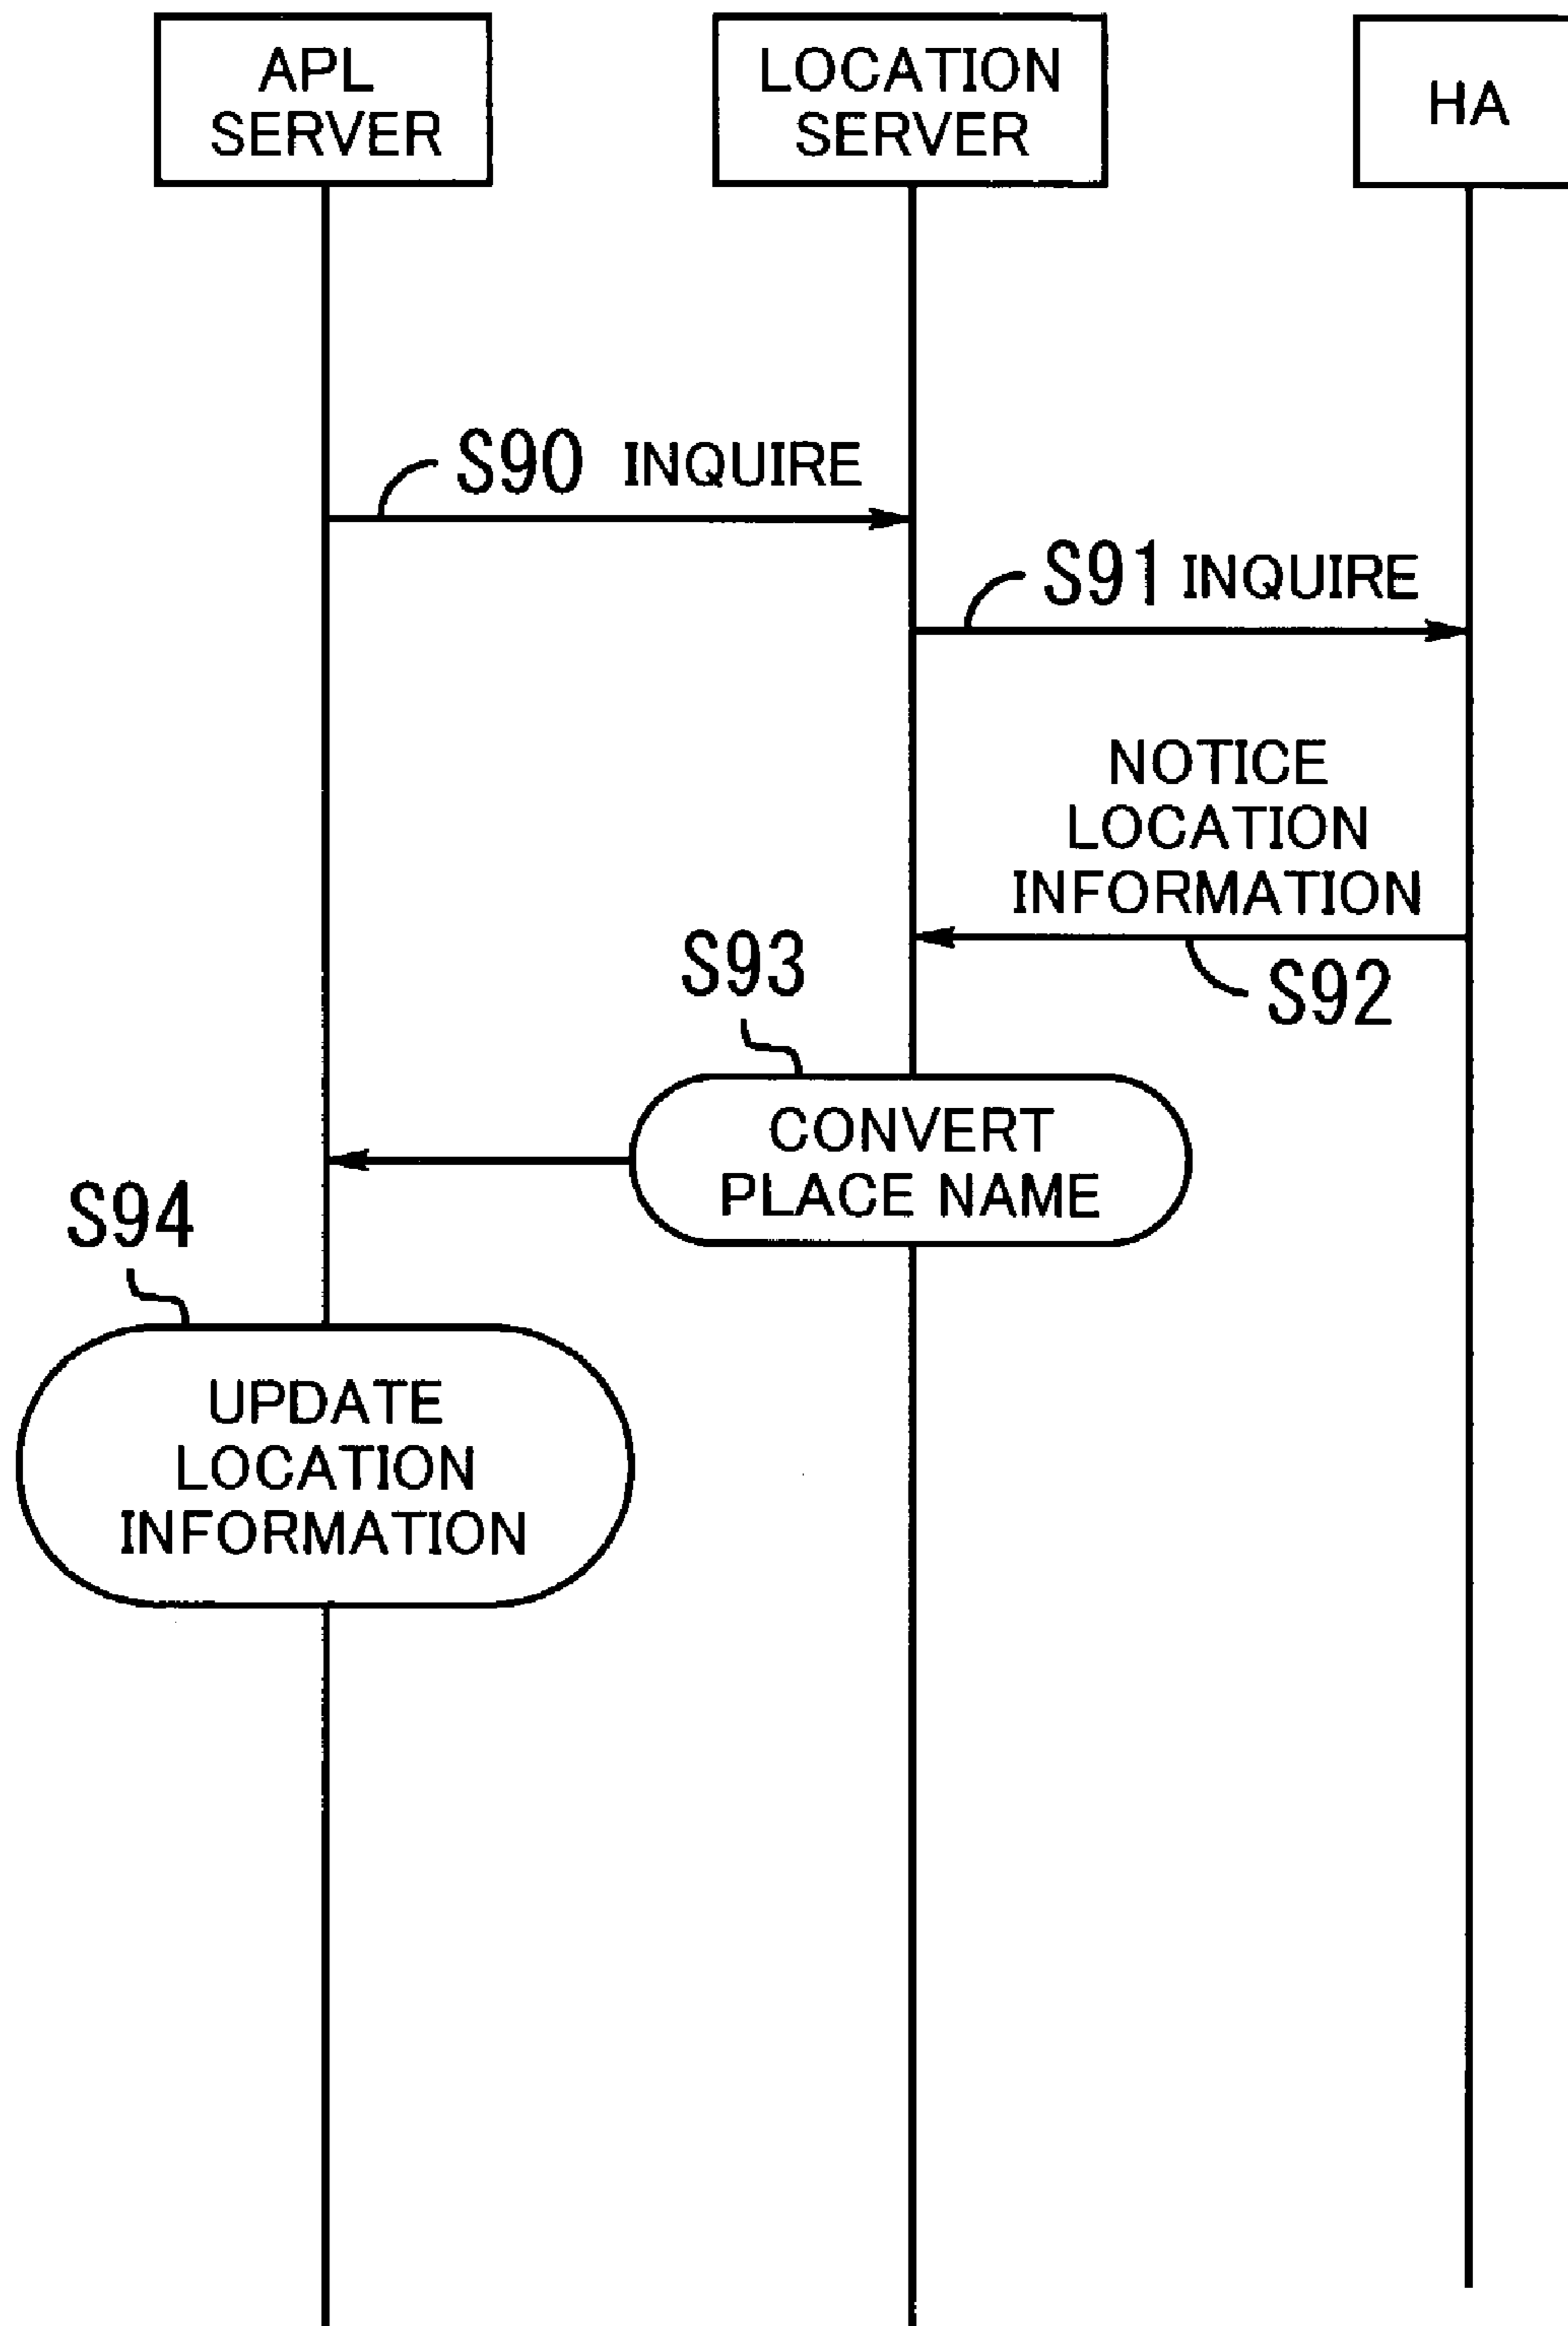 APL
SERVER
LOCATION
SERVER
HA
S90 INQUIRE
S91 INQUIRE
NOTICE
LOCATION
INFORMATION
S92
S93
CONVERT
PLACE NAME
S94
UPDATE
LOCATION
INFORMATION